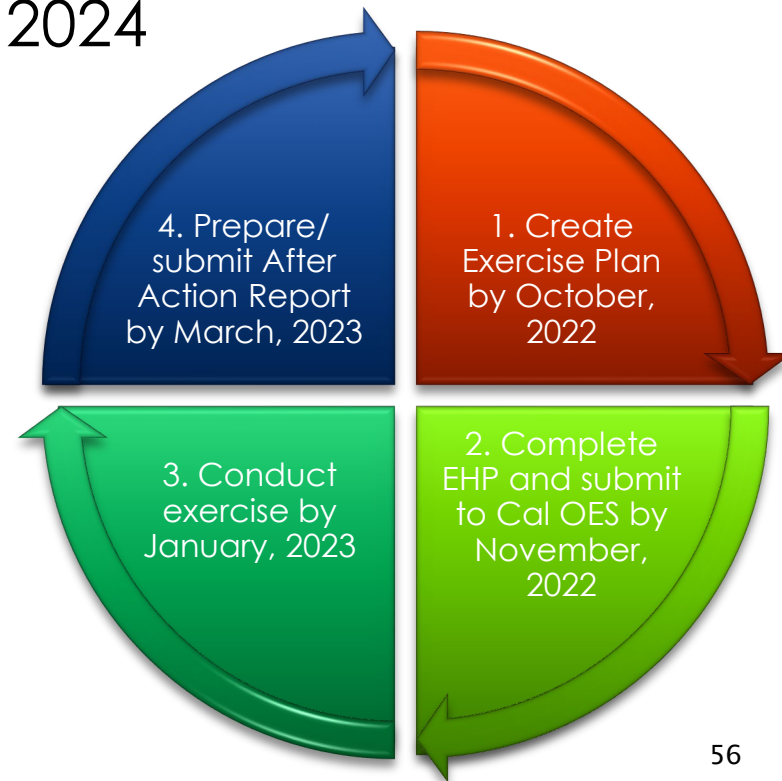 2024
4. Prepare/
submit After
Action Report
by March, 2023
1. Create
Exercise Plan
by October,
2022
3. Conduct
exercise by
January, 2023
2. Complete
EHP and submit
to Cal OES by
November,
2022
56